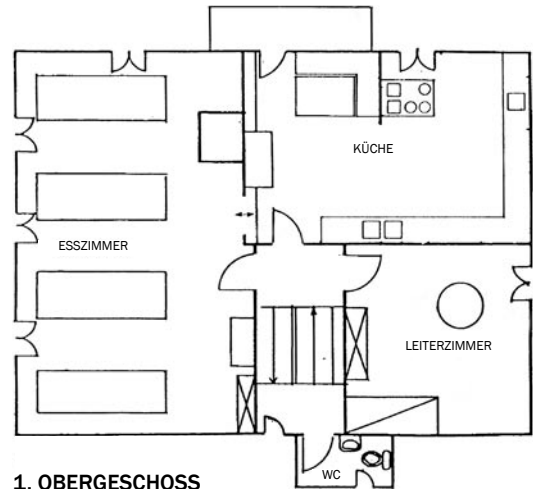 KÜCHE
ESSZIMMER
LEITERZIMMER
WC
1. OBERGESCHOSS